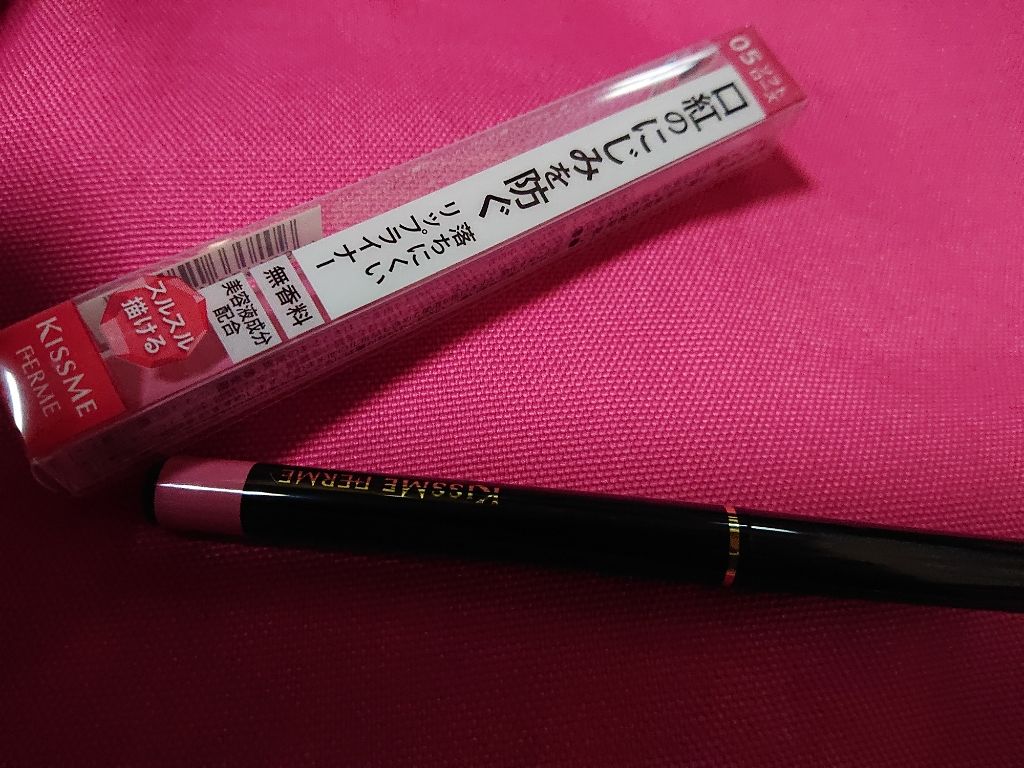 05
口紅のにじみを防ぐ
落ちにくい
リップライナー
無香料
美容液成分
配合
スルスル
描ける
KISSME
FERME
KISSME FERME